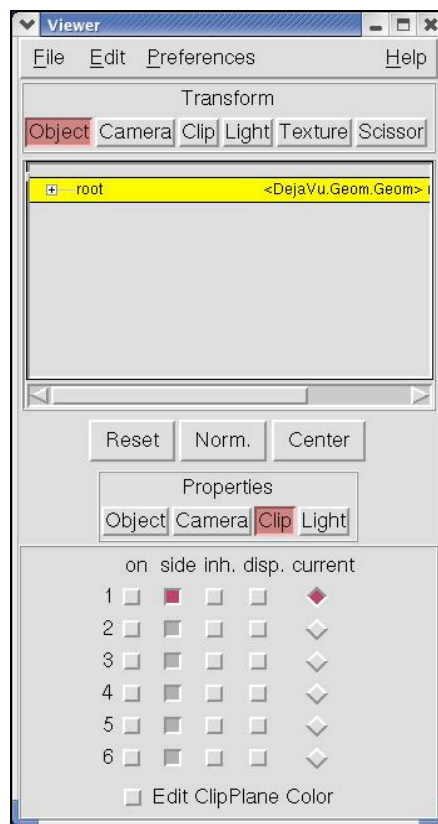 Viewer
File Edit Preferences Help
Transform
Object Camera Clip Light Texture Scissor
root <DejaVu.Geom.Geom>
Reset Norm. Center
Properties
Object Camera Clip Light
on side inh. disp. current
1
2
3
4
5
6
Edit ClipPlane Color